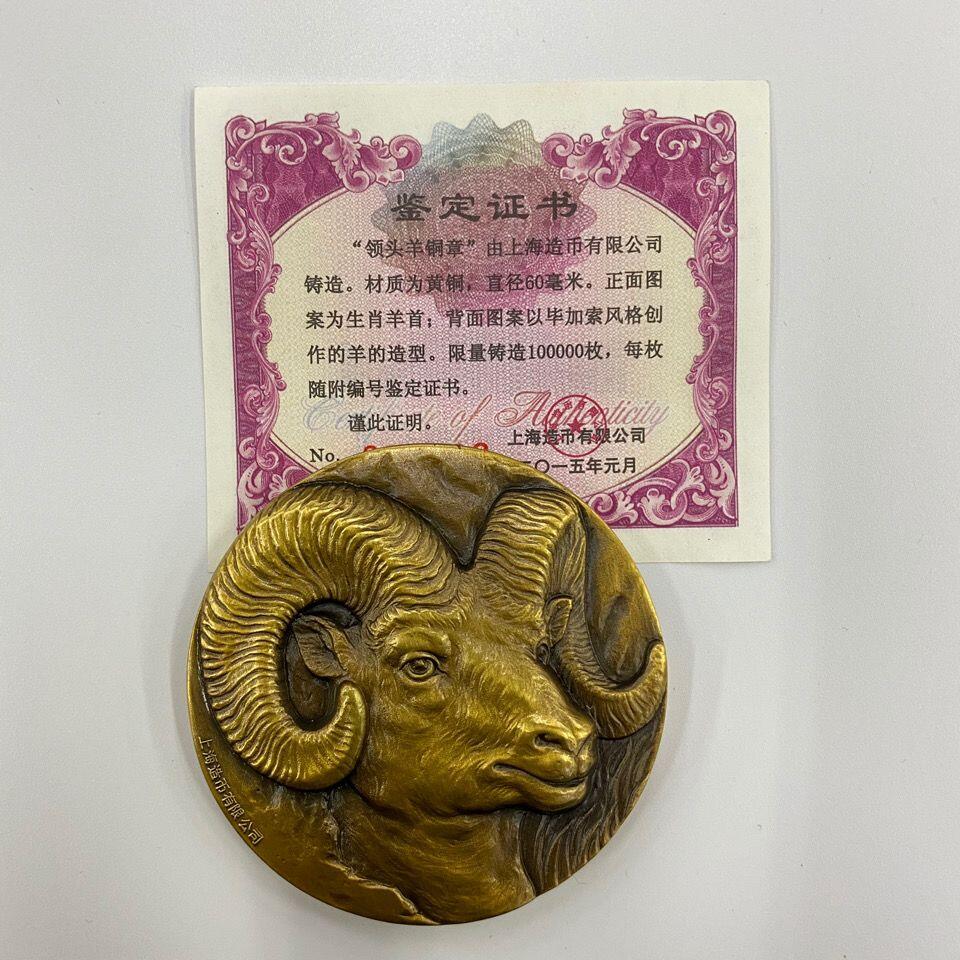 鉴定证书
“领头羊铜章”由上海造币有限公司
铸造。材质为黄铜，直径60毫米。正面图
案为生肖羊首；背面图案以毕加索风格创
作的羊的造型。限量铸造100000枚，每枚
随附编号鉴定证书。
Certificate of Authenticity
谨此证明。
上海造币有限公司
No.
〇一五年元月
上海造币有限公司